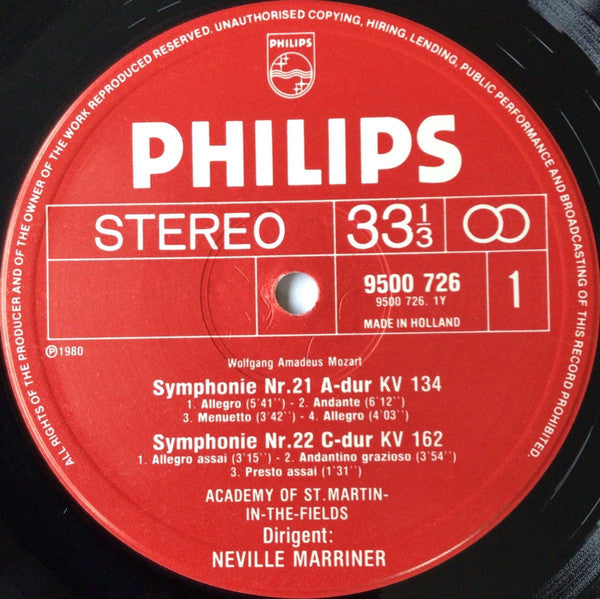 ALL RIGHTS OF THE PRODUCER AND OF THE OWNER OF THE WORK REPRODUCED RESERVED. UNAUTHORISED COPYING, HIRING, LENDING, PUBLIC PERFORMANCE AND BROADCASTING OF THIS RECORD PROHIBITED.
PHILIPS
PHILIPS
STEREO
33 1/3
9500 726
9500 726. 1Y
MADE IN HOLLAND
1
℗1980
Wolfgang Amadeus Mozart
Symphonie Nr.21 A-dur KV 134
1. Allegro (5'41'') - 2. Andante (6'12'')
3. Menuetto (3'42'') - 4. Allegro (4'03'')
Symphonie Nr.22 C-dur KV 162
1. Allegro assai (3'15'') - 2. Andantino grazioso (3'54'')
3. Presto assai (1'31'')
ACADEMY OF ST.MARTIN-
IN-THE-FIELDS
Dirigent:
NEVILLE MARRINER